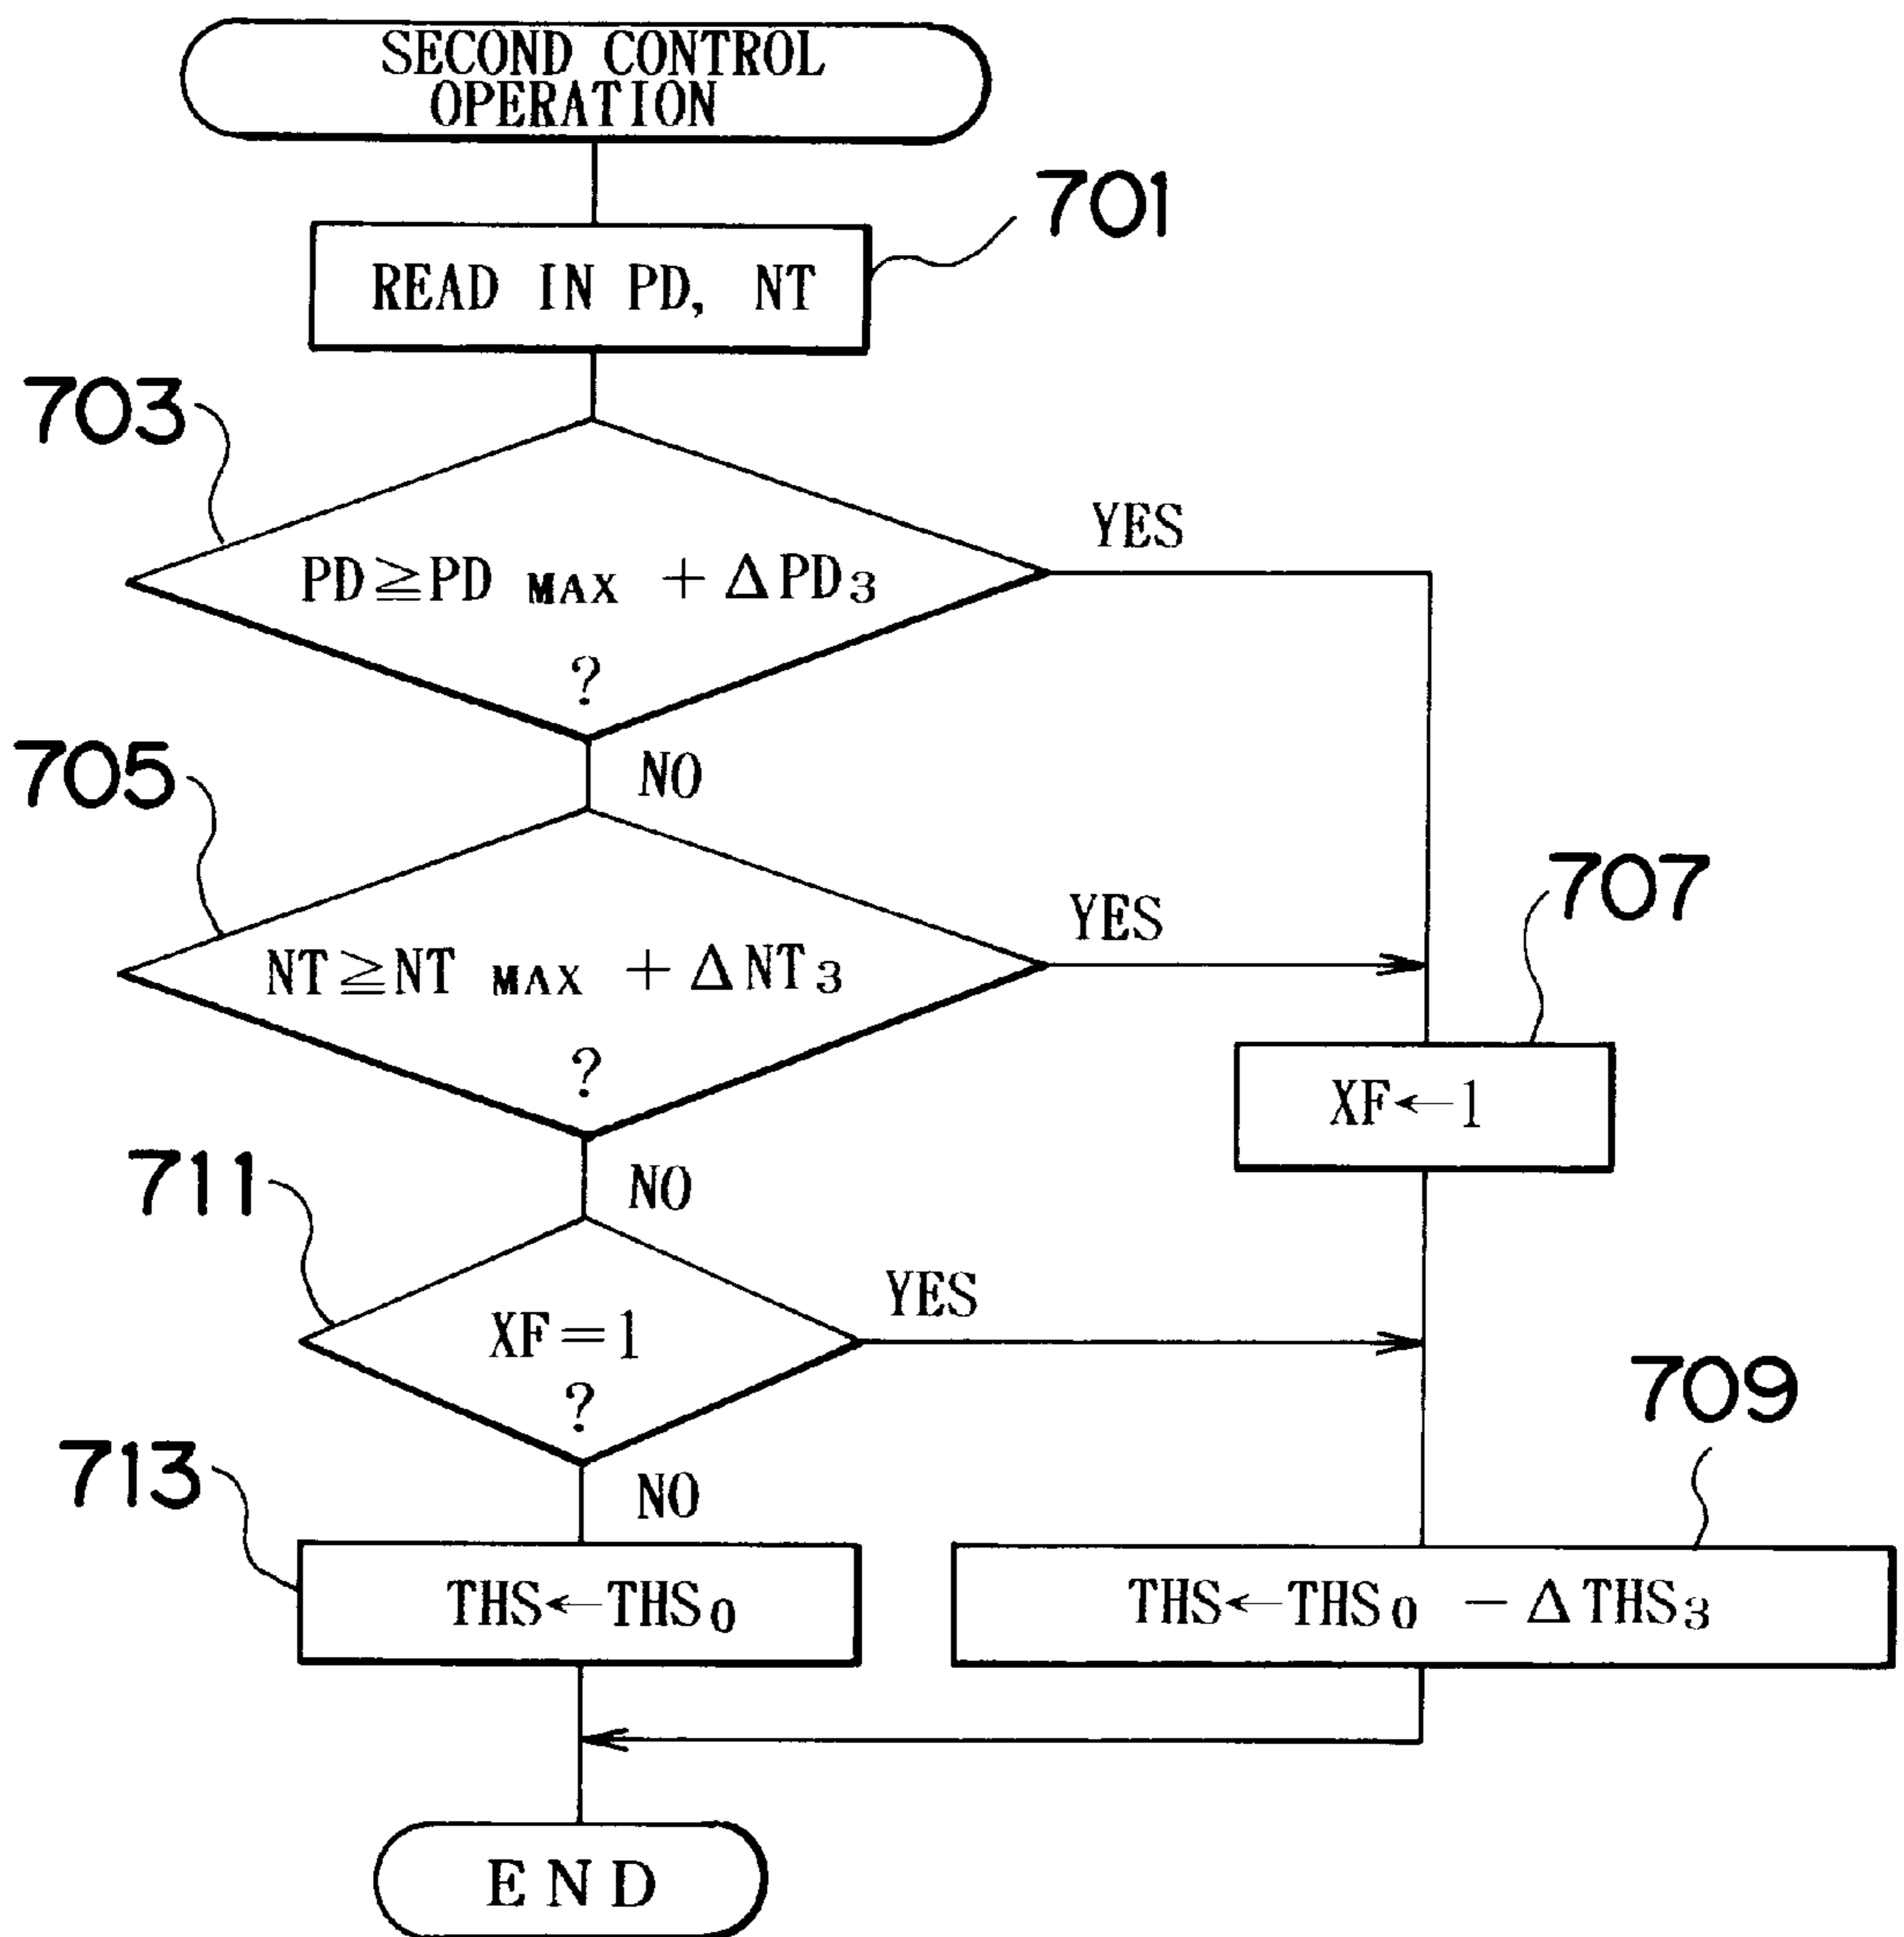 SECOND CONTROL
OPERATION
701
READ IN PD, NT
703
YES
PD≧PD MAX + ΔPD3
?
NO
705
707
YES
NT≧NT MAX + ΔNT3
?
XF←1
NO
711
YES
XF=1
?
709
NO
713
THS←THS0
THS←THS0 - ΔTHS3
END